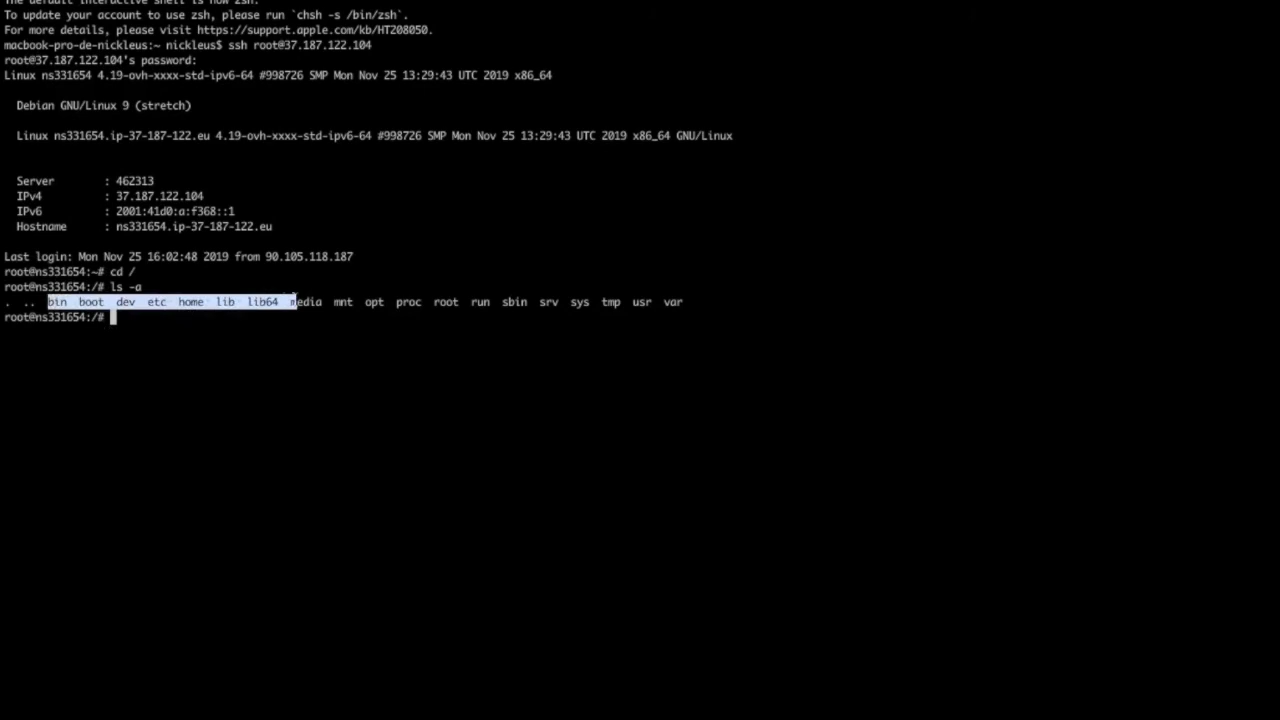 The default interactive shell is now zsh.
To update your account to use zsh, please run `chsh -s /bin/zsh`.
For more details, please visit https://support.apple.com/kb/HT208050.
macbook-pro-de-nickleus:~ nickleus$ ssh root@37.187.122.104
root@37.187.122.104's password:
Linux ns331654 4.19-ovh-xxxx-std-ipv6-64 #998726 SMP Mon Nov 25 13:29:43 UTC 2019 x86_64
Debian GNU/Linux 9 (stretch)
Linux ns331654.ip-37-187-122.eu 4.19-ovh-xxxx-std-ipv6-64 #998726 SMP Mon Nov 25 13:29:43 UTC 2019 x86_64 GNU/Linux
Server : 462313
IPv4 : 37.187.122.104
IPv6 : 2001:41d0:a:f368::1
Hostname : ns331654.ip-37-187-122.eu
Last login: Mon Nov 25 16:02:48 2019 from 90.105.118.187
root@ns331654:~# cd /
root@ns331654:/# ls -a
. .. bin boot dev etc home lib lib64 media mnt opt proc root run sbin srv sys tmp usr var
root@ns331654:/#